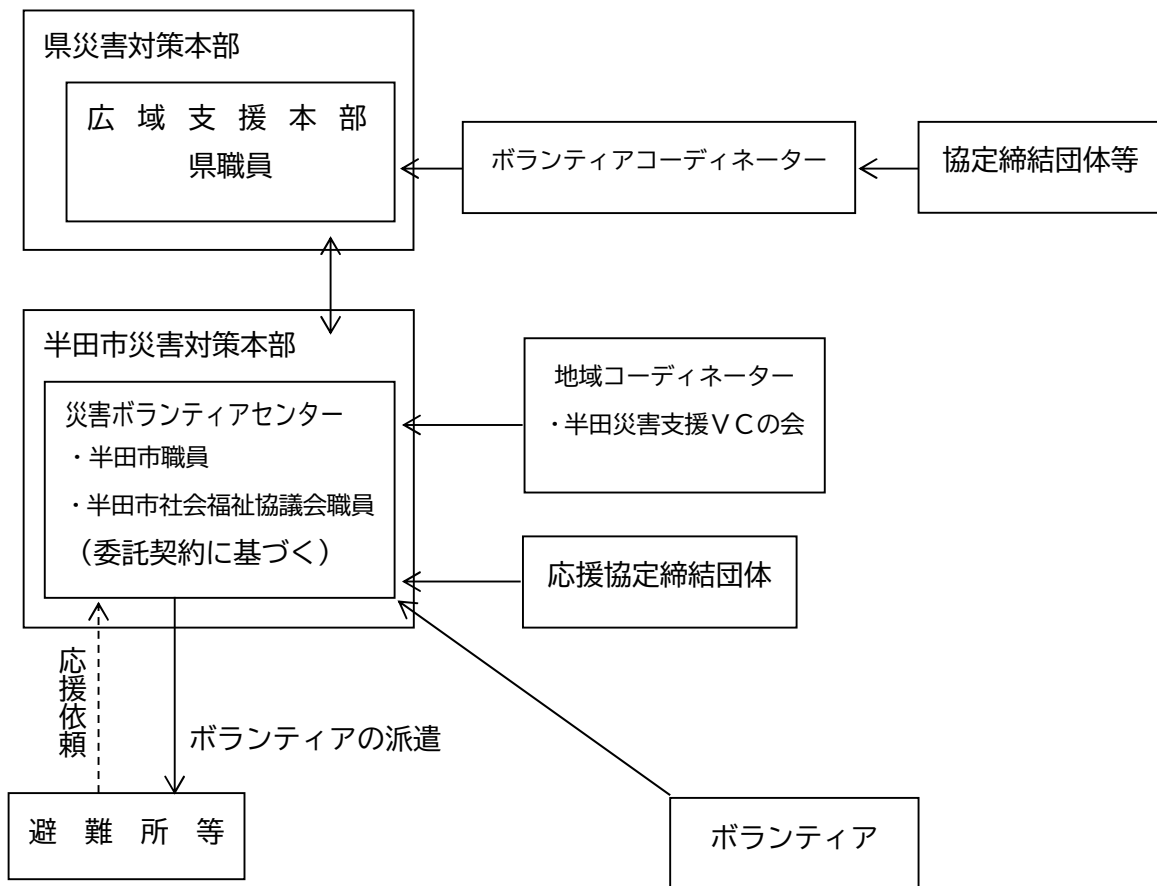 県災害対策本部
広域支援本部
県職員
ボランティアコーディネーター
協定締結団体等
半田市災害対策本部
災害ボランティアセンター
・半田市職員
・半田市社会福祉協議会職員
（委託契約に基づく）
地域コーディネーター
・半田災害支援ＶＣの会
応援協定締結団体
応援依頼
ボランティアの派遣
避難所等
ボランティア